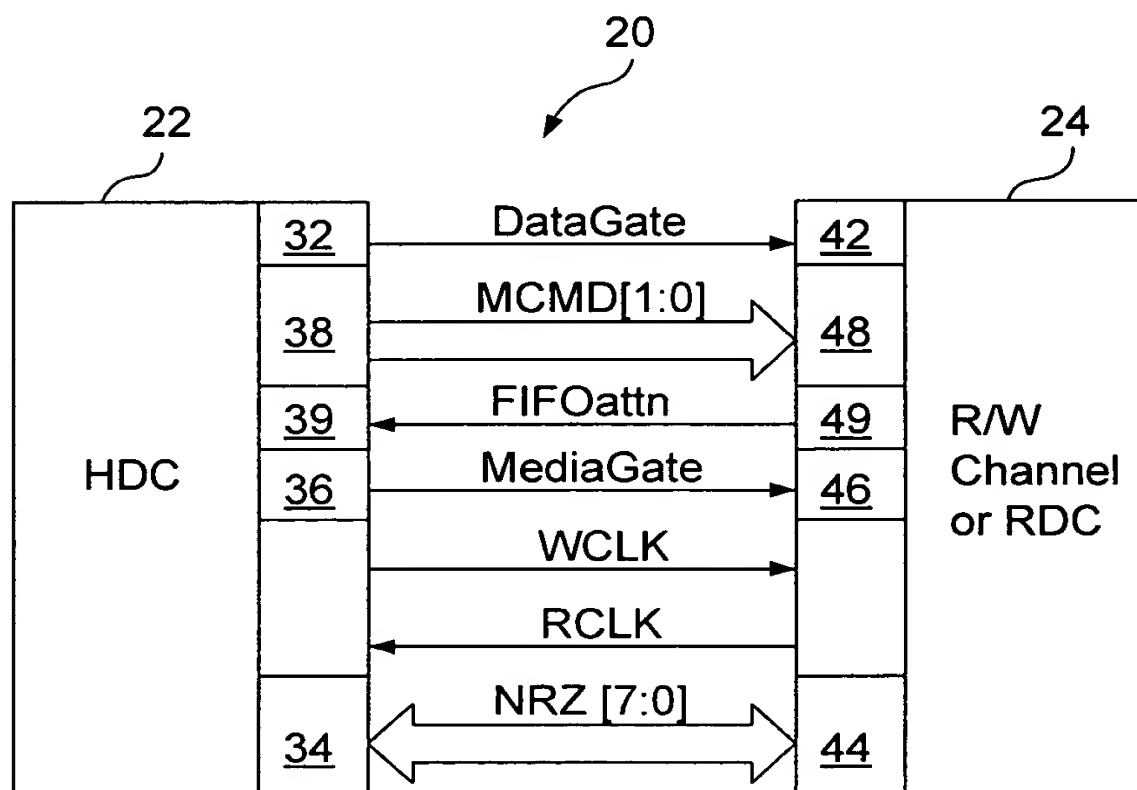 20
22
24
32
DataGate
42
38
MCMD[1:0]
48
39
FIFOattn
49
HDC
36
MediaGate
46
R/W
Channel
or RDC
WCLK
RCLK
34
NRZ [7:0]
44